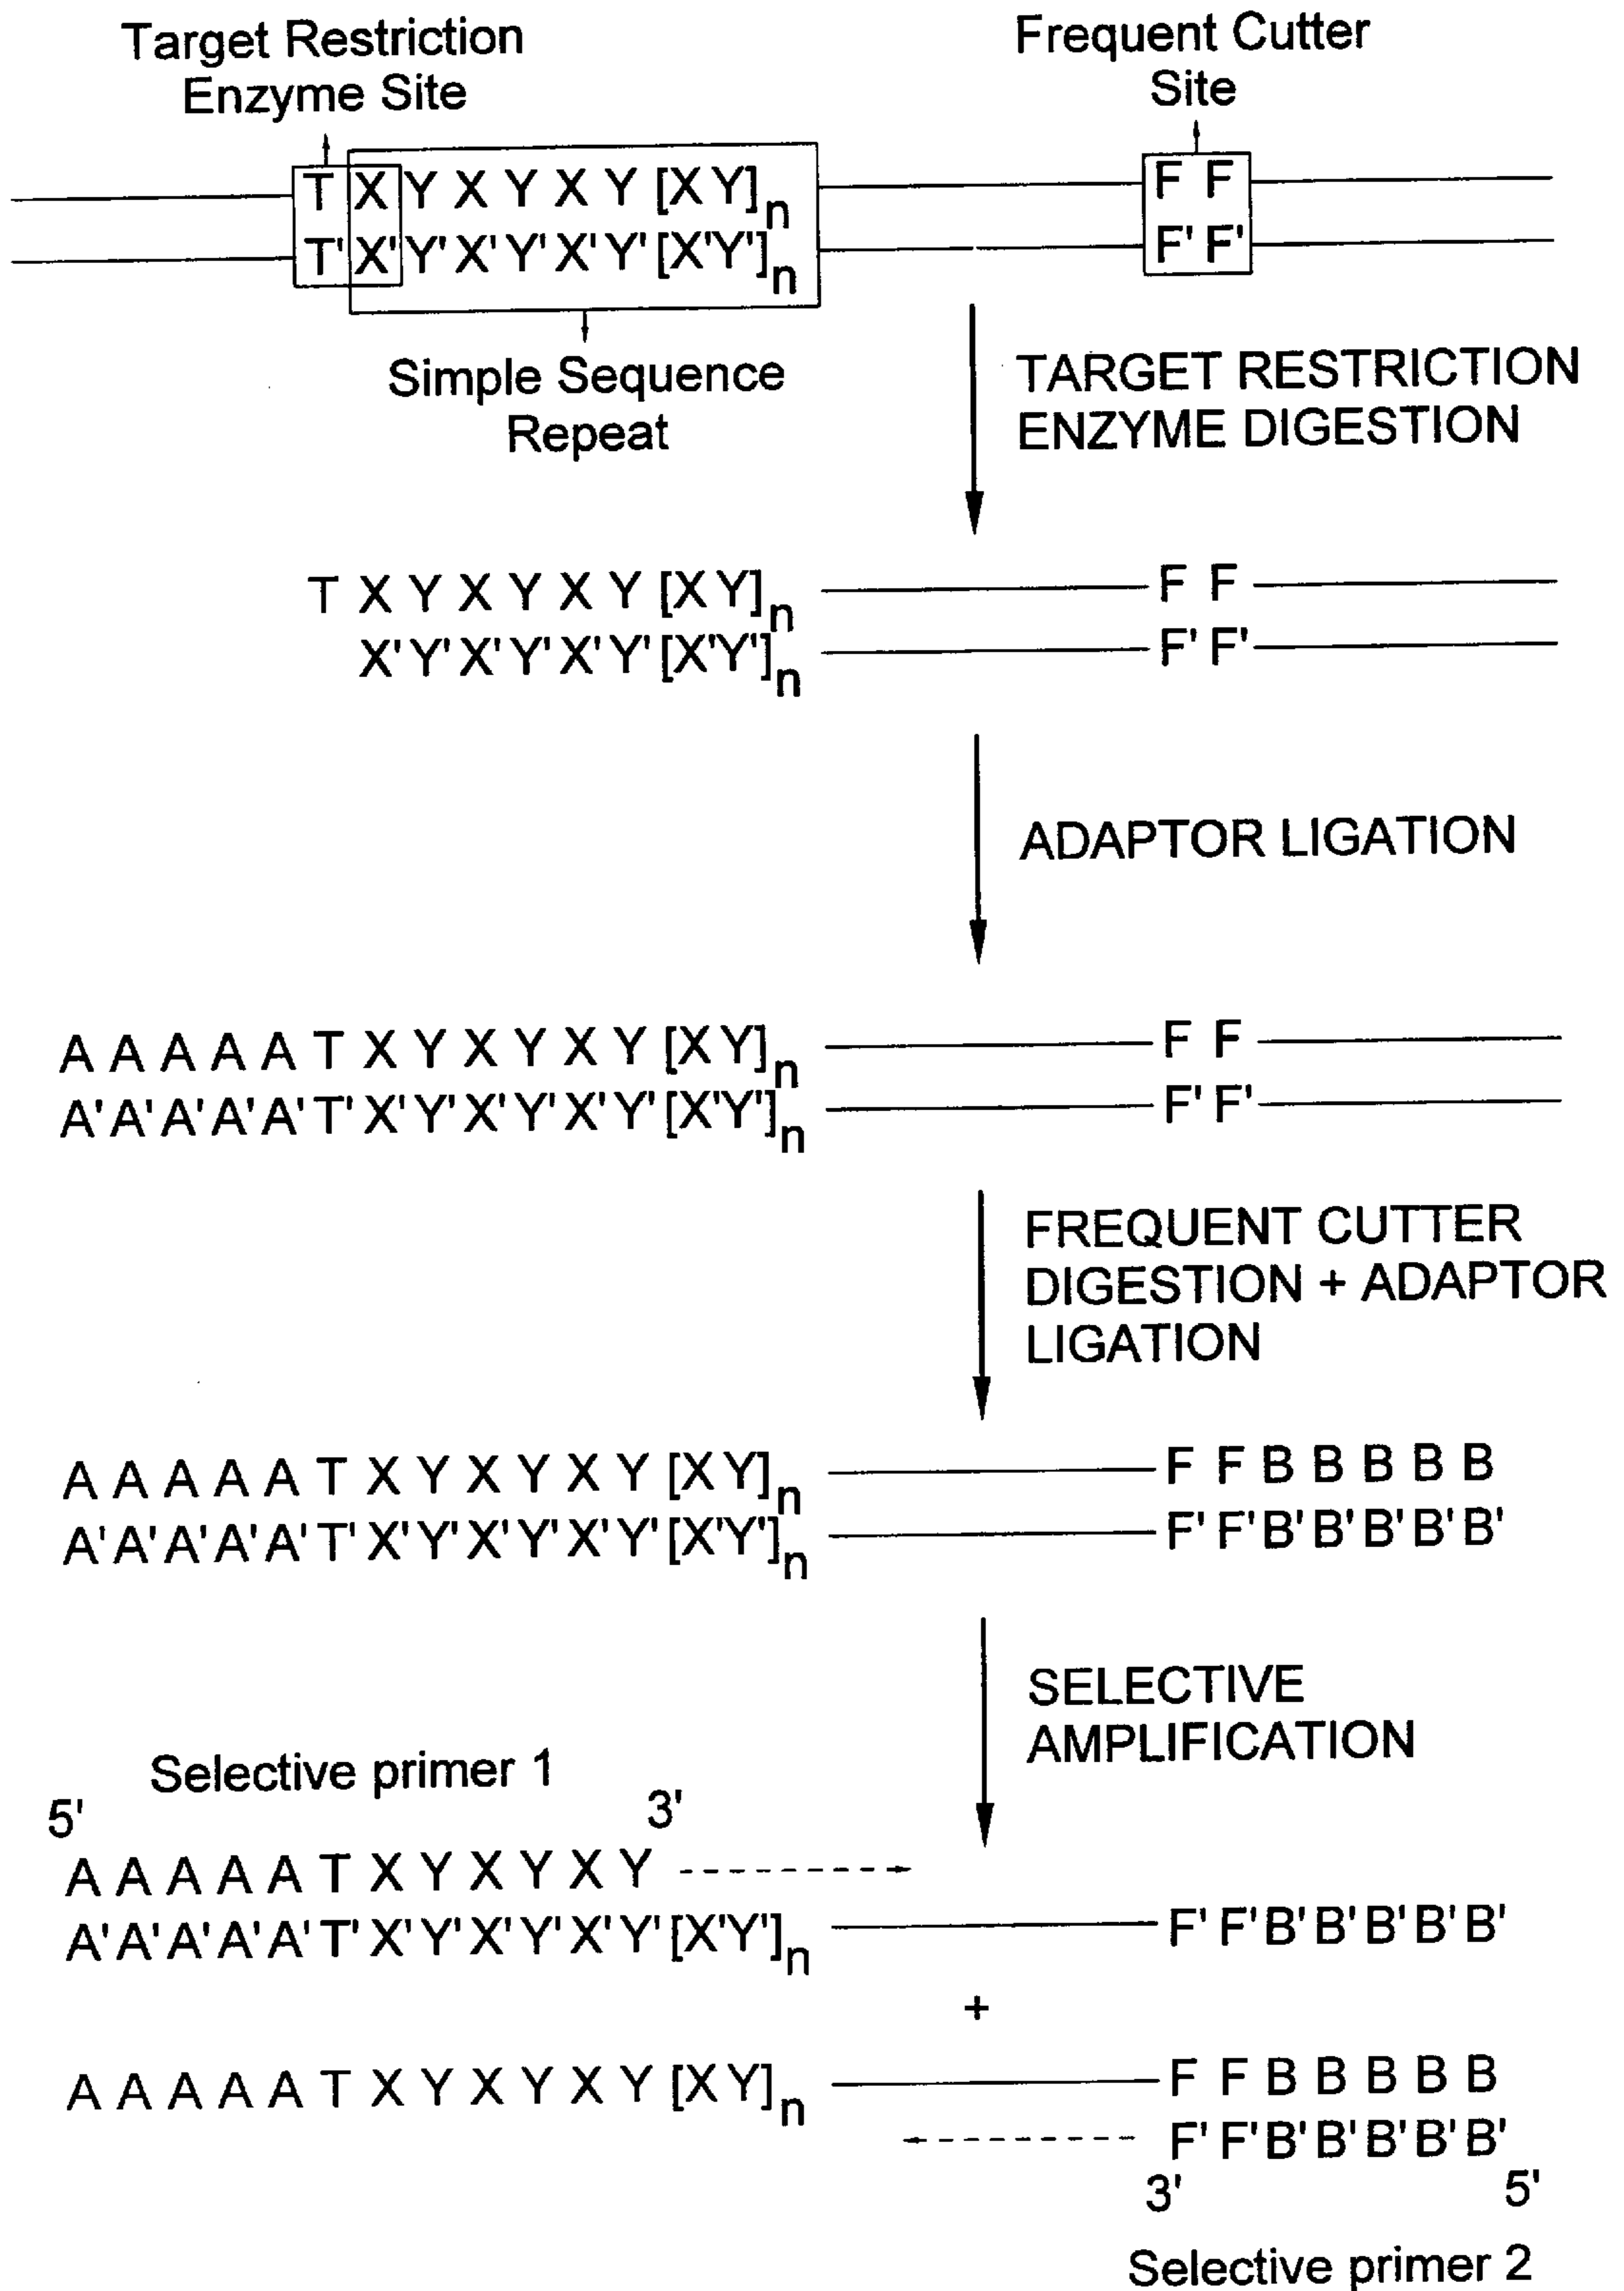 Target Restriction
Enzyme Site
Frequent Cutter
Site
T X Y X Y X Y [X Y]n
F F
T' X' Y' X' Y' X' Y' [X'Y']n
F' F'
Simple Sequence
Repeat
TARGET RESTRICTION
ENZYME DIGESTION
T X Y X Y X Y [X Y]n
F F
X' Y' X' Y' X' Y' [X'Y']n
F' F'
ADAPTOR LIGATION
A A A A A T X Y X Y X Y [X Y]n
F F
A' A' A' A' A' T' X' Y' X' Y' X' Y' [X'Y']n
F' F'
FREQUENT CUTTER
DIGESTION + ADAPTOR
LIGATION
A A A A A T X Y X Y X Y [X Y]n
F F B B B B B
A' A' A' A' A' T' X' Y' X' Y' X' Y' [X'Y']n
F' F' B' B' B' B' B'
SELECTIVE
AMPLIFICATION
Selective primer 1
5' 3'
A A A A A T X Y X Y X Y
A' A' A' A' A' T' X' Y' X' Y' X' Y' [X'Y']n
F' F' B' B' B' B' B'
+
A A A A A T X Y X Y X Y [X Y]n
F F B B B B B
F' F' B' B' B' B' B'
3' 5'
Selective primer 2